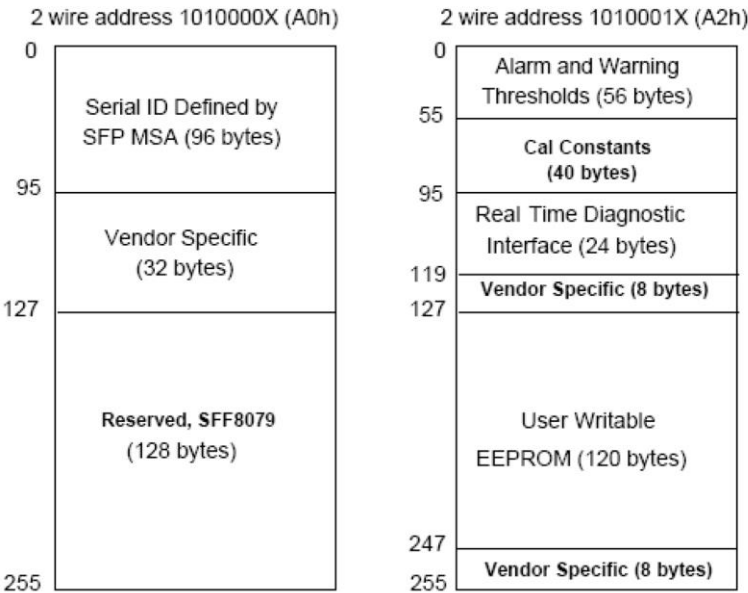 2 wire address 1010000X (A0h)
0
Serial ID Defined by
SFP MSA (96 bytes)
95
Vendor Specific
(32 bytes)
127
Reserved, SFF8079
(128 bytes)
255
2 wire address 1010001X (A2h)
0
Alarm and Warning
Thresholds (56 bytes)
55
Cal Constants
(40 bytes)
95
Real Time Diagnostic
Interface (24 bytes)
119
Vendor Specific (8 bytes)
127
User Writable
EEPROM (120 bytes)
247
Vendor Specific (8 bytes)
255